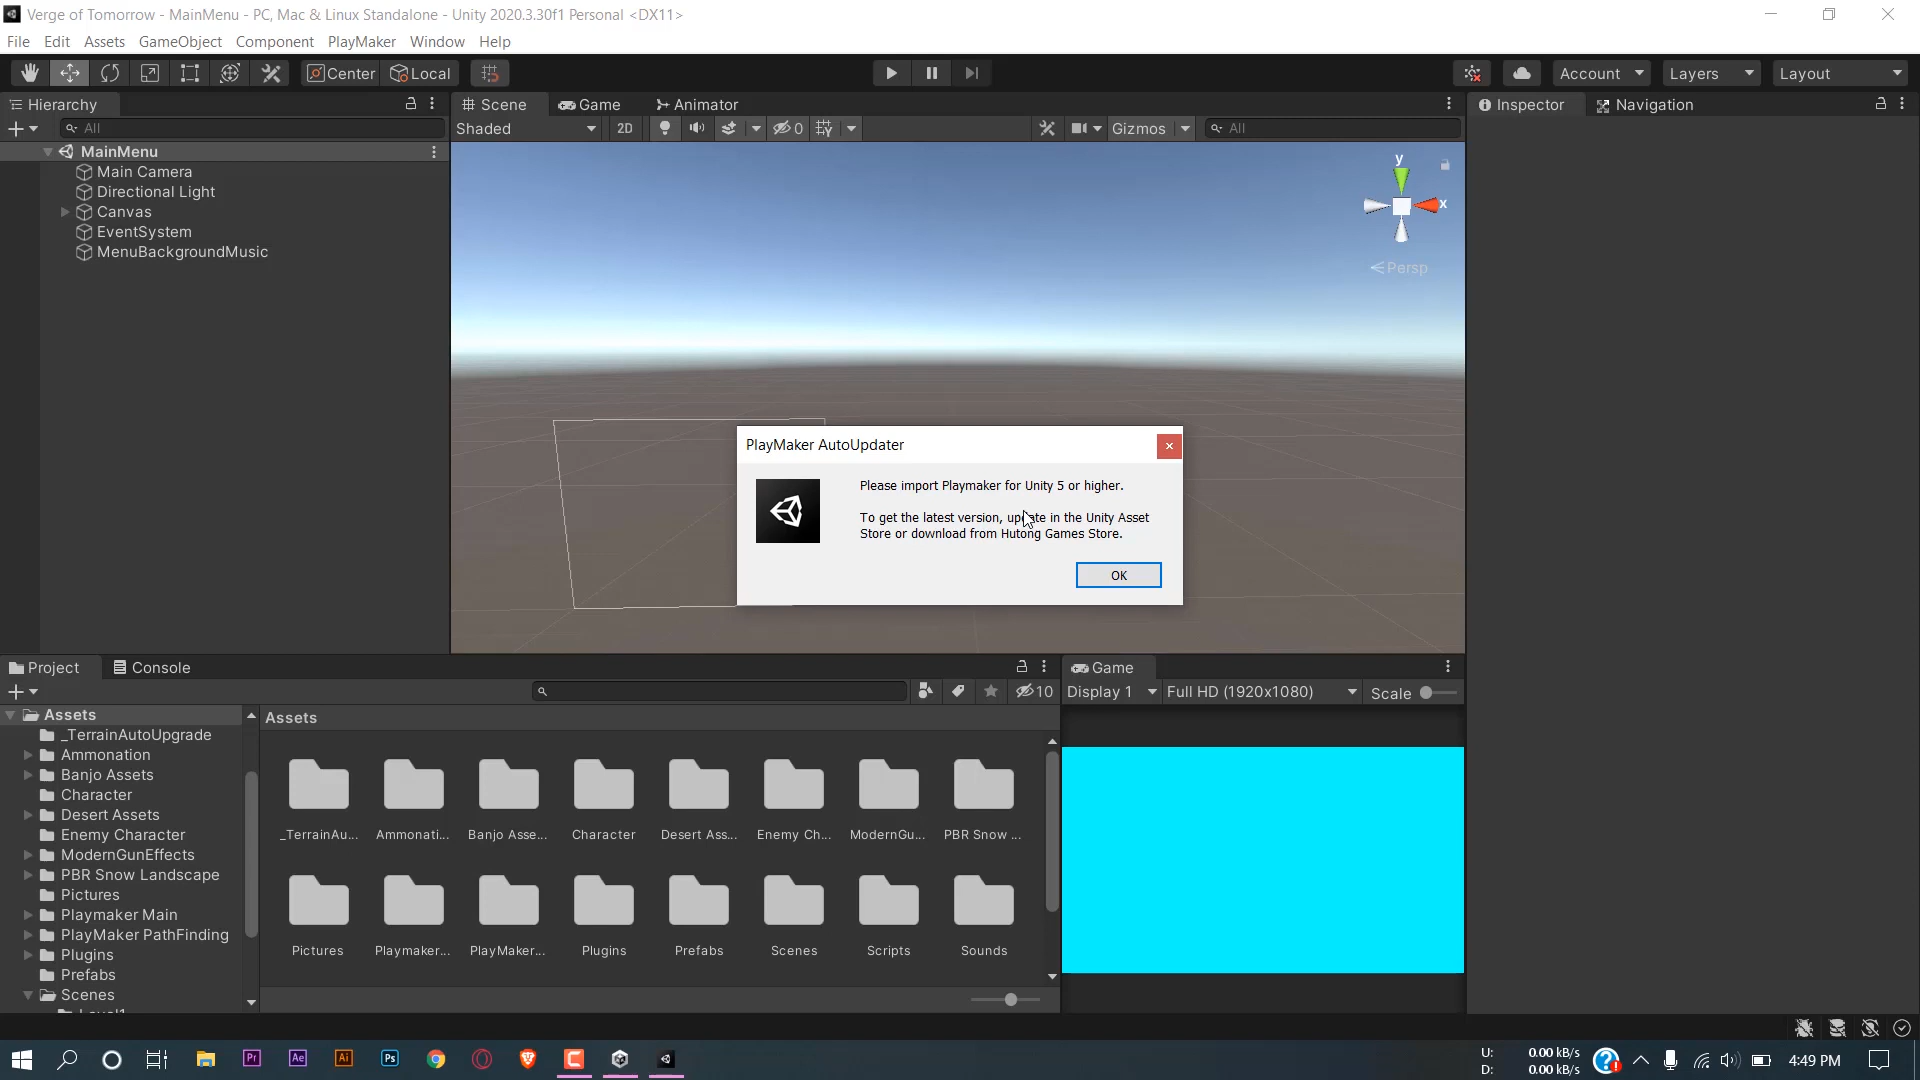 Verge of Tomorrow - MainMenu - PC, Mac & Linux Standalone - Unity 2020.3.30f1 Personal <DX11>
File Edit Assets GameObject Component PlayMaker Window Help
Center Local Account Layers Layout
Hierarchy Scene Game Animator Inspector Navigation
All Shaded 2D 0 Gizmos All
MainMenu
Main Camera
Directional Light
Canvas
EventSystem
MenuBackgroundMusic
y
x
Persp
PlayMaker AutoUpdater
Please import Playmaker for Unity 5 or higher.
To get the latest version, update in the Unity Asset
Store or download from Hutong Games Store.
OK
Project Console Game
10 Display 1 Full HD (1920x1080) Scale
Assets
_TerrainAutoUpgrade
Ammonation
Banjo Assets
Character
Desert Assets
Enemy Character
ModernGunEffects
PBR Snow Landscape
Pictures
Playmaker Main
PlayMaker PathFinding
Plugins
Prefabs
Scenes
Level1
Assets
_TerrainAu... Ammonati... Banjo Asse... Character Desert Ass... Enemy Ch... ModernGu... PBR Snow ...
Pictures Playmaker... PlayMaker... Plugins Prefabs Scenes Scripts Sounds
Pr Ae Ai Ps
U: 0.00 kB/s
D: 0.00 kB/s
4:49 PM